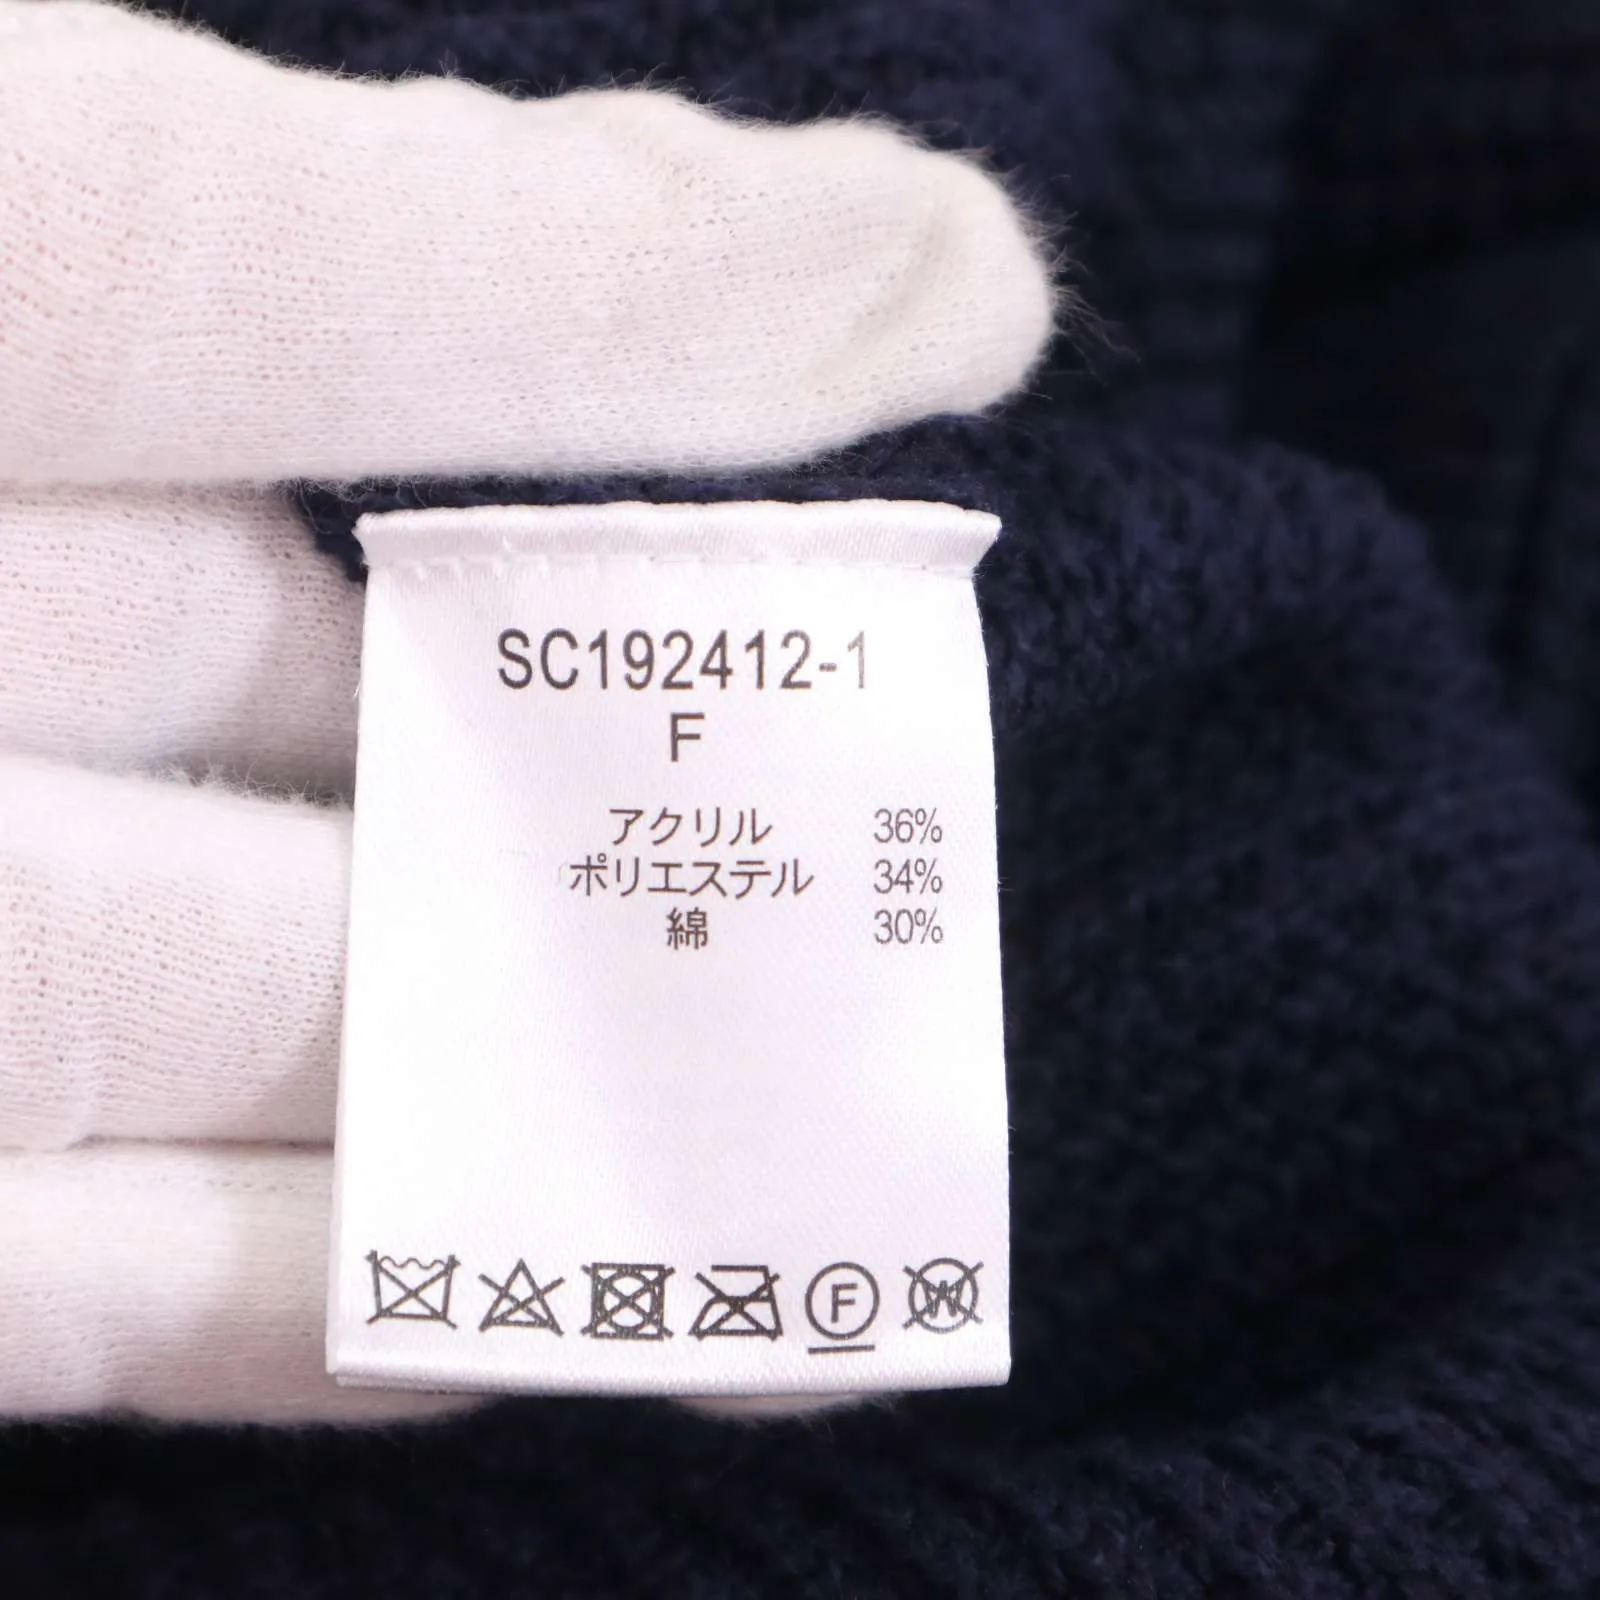 SC192412-1
F
アクリル 36%
ポリエステル 34%
綿 30%
F
W